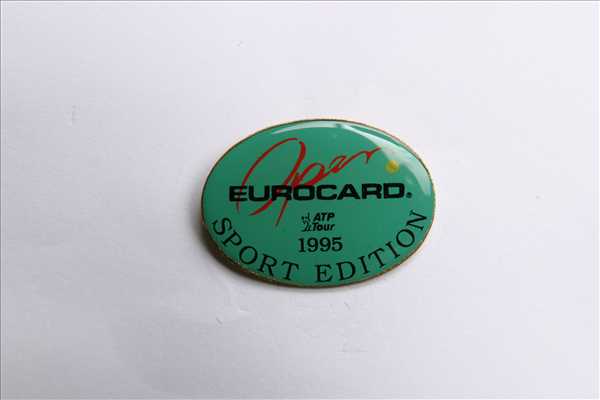 Open
EUROCARD®
ATP
Tour
1995
SPORT EDITION